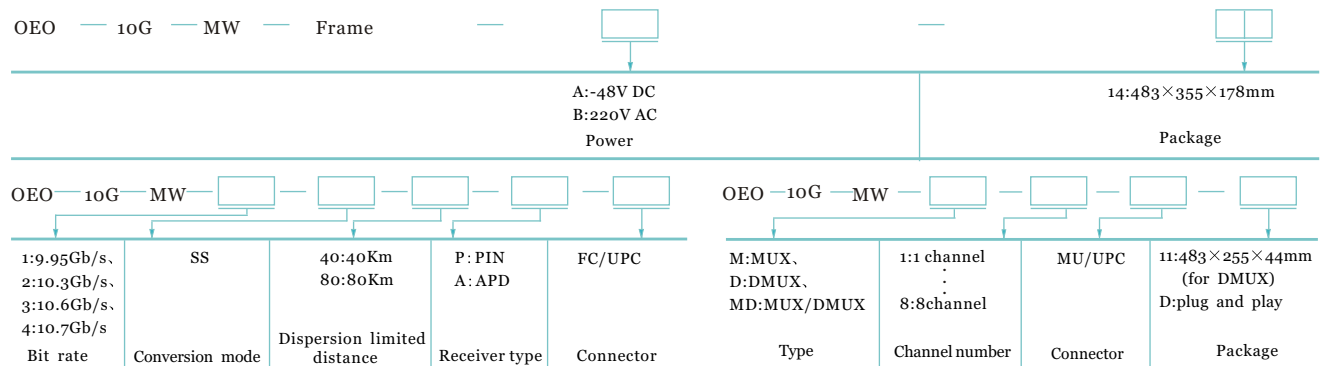 OEO — 10G — MW — Frame — —
A:-48V DC
B:220V AC
Power
14:483×355×178mm
Package
OEO — 10G — MW — — — — —
1:9.95Gb/s、
2:10.3Gb/s、
3:10.6Gb/s、
4:10.7Gb/s
Bit rate
SS
Conversion mode
40:40Km
80:80Km
Dispersion limited
distance
P:PIN
A:APD
Receiver type
FC/UPC
Connector
OEO — 10G — MW — — — —
M:MUX、
D:DMUX、
MD:MUX/DMUX
Type
1:1 channel
·
·
8:8channel
Channel number
MU/UPC
Connector
11:483×255×44mm
(for DMUX)
D:plug and play
Package